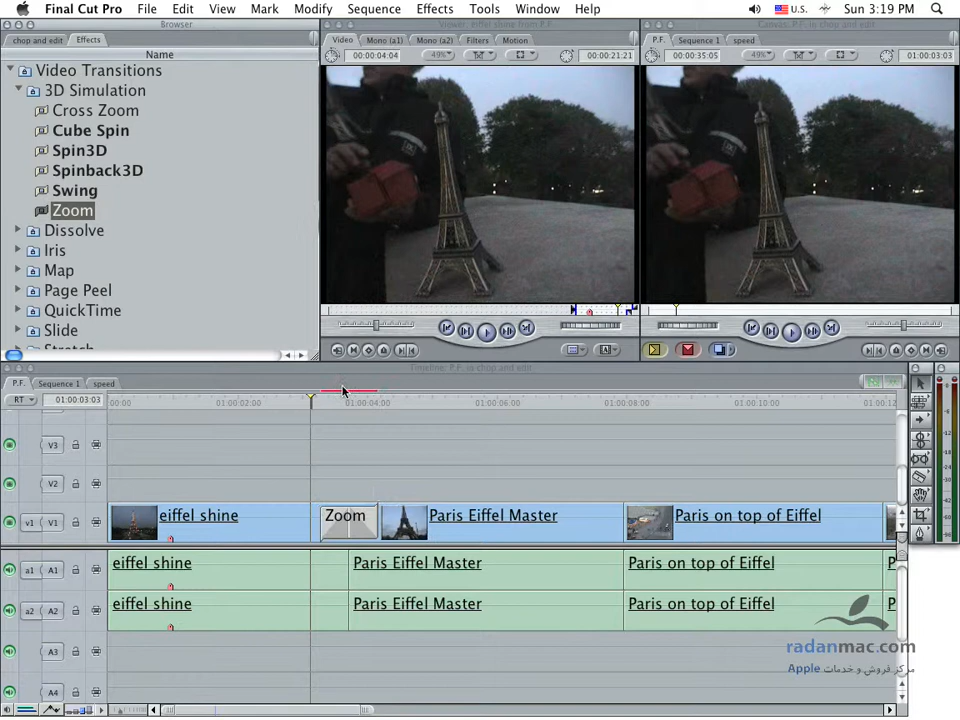 Final Cut Pro File Edit View Mark Modify Sequence Effects Tools Window Help U.S. Sun 3:19 PM
Browser
Viewer: eiffel shine from P.F.
chop and edit Effects
Video Mono (a1) Mono (a2) Filters Motion
P.F. Sequence 1 speed
Name
00:00:04:04 49% 00:00:21:21
00:00:35:05 49% 01:00:03:03
Video Transitions
3D Simulation
Cross Zoom
Cube Spin
Spin3D
Spinback3D
Swing
Zoom
Dissolve
Iris
Map
Page Peel
QuickTime
Slide
Stretch
Timeline: P.F. in chop and edit
P.F. Sequence 1 speed
RT 01:00:03:03 00:00 01:00:02:00 01:00:04:00 01:00:06:00 01:00:08:00 01:00:10:00 01:00:12
V3
V2
v1 V1 eiffel shine Zoom Paris Eiffel Master Paris on top of Eiffel
a1 A1 eiffel shine Paris Eiffel Master Paris on top of Eiffel P
a2 A2 eiffel shine Paris Eiffel Master Paris on top of Eiffel P
A3
A4
radanmac.com
مرکز فروش و خدمات Apple